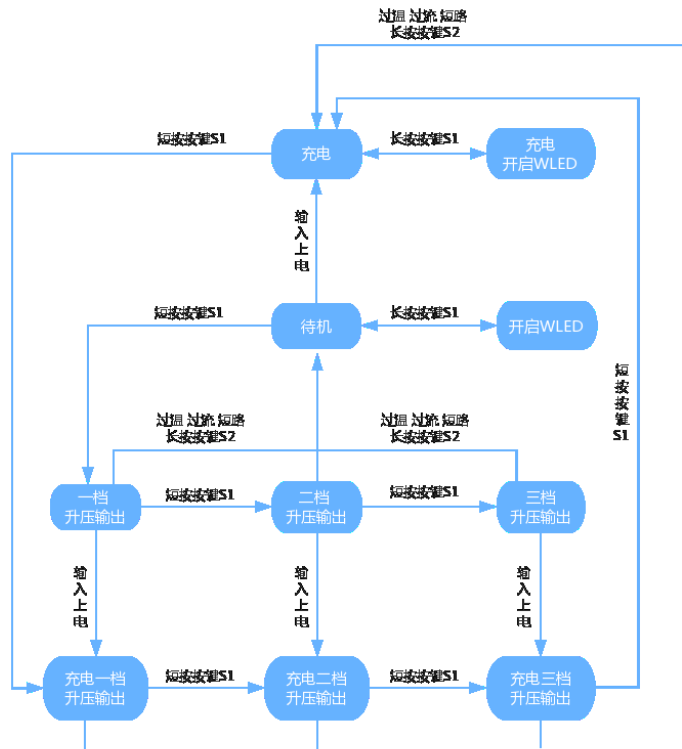 过温 过流 短路
长按按键S2
短按按键S1
充电
长按按键S1
充电
开启WLED
输
入
上
电
短按按键S1
待机
长按按键S1
开启WLED
短
按
按
键
S1
过温 过流 短路
长按按键S2
过温 过流 短路
长按按键S2
一档
升压输出
短按按键S1
二档
升压输出
短按按键S1
三档
升压输出
输
入
上
电
输
入
上
电
输
入
上
电
充电一档
升压输出
短按按键S1
充电二档
升压输出
短按按键S1
充电三档
升压输出